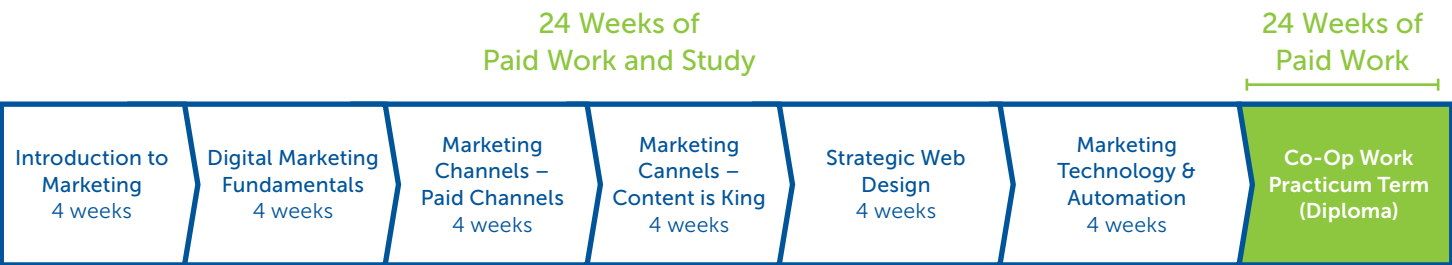 24 Weeks of
Paid Work and Study
24 Weeks of
Paid Work
Introduction to
Marketing
4 weeks
Digital Marketing
Fundamentals
4 weeks
Marketing
Channels –
Paid Channels
4 weeks
Marketing
Cannels –
Content is King
4 weeks
Strategic Web
Design
4 weeks
Marketing
Technology &
Automation
4 weeks
Co-Op Work
Practicum Term
(Diploma)